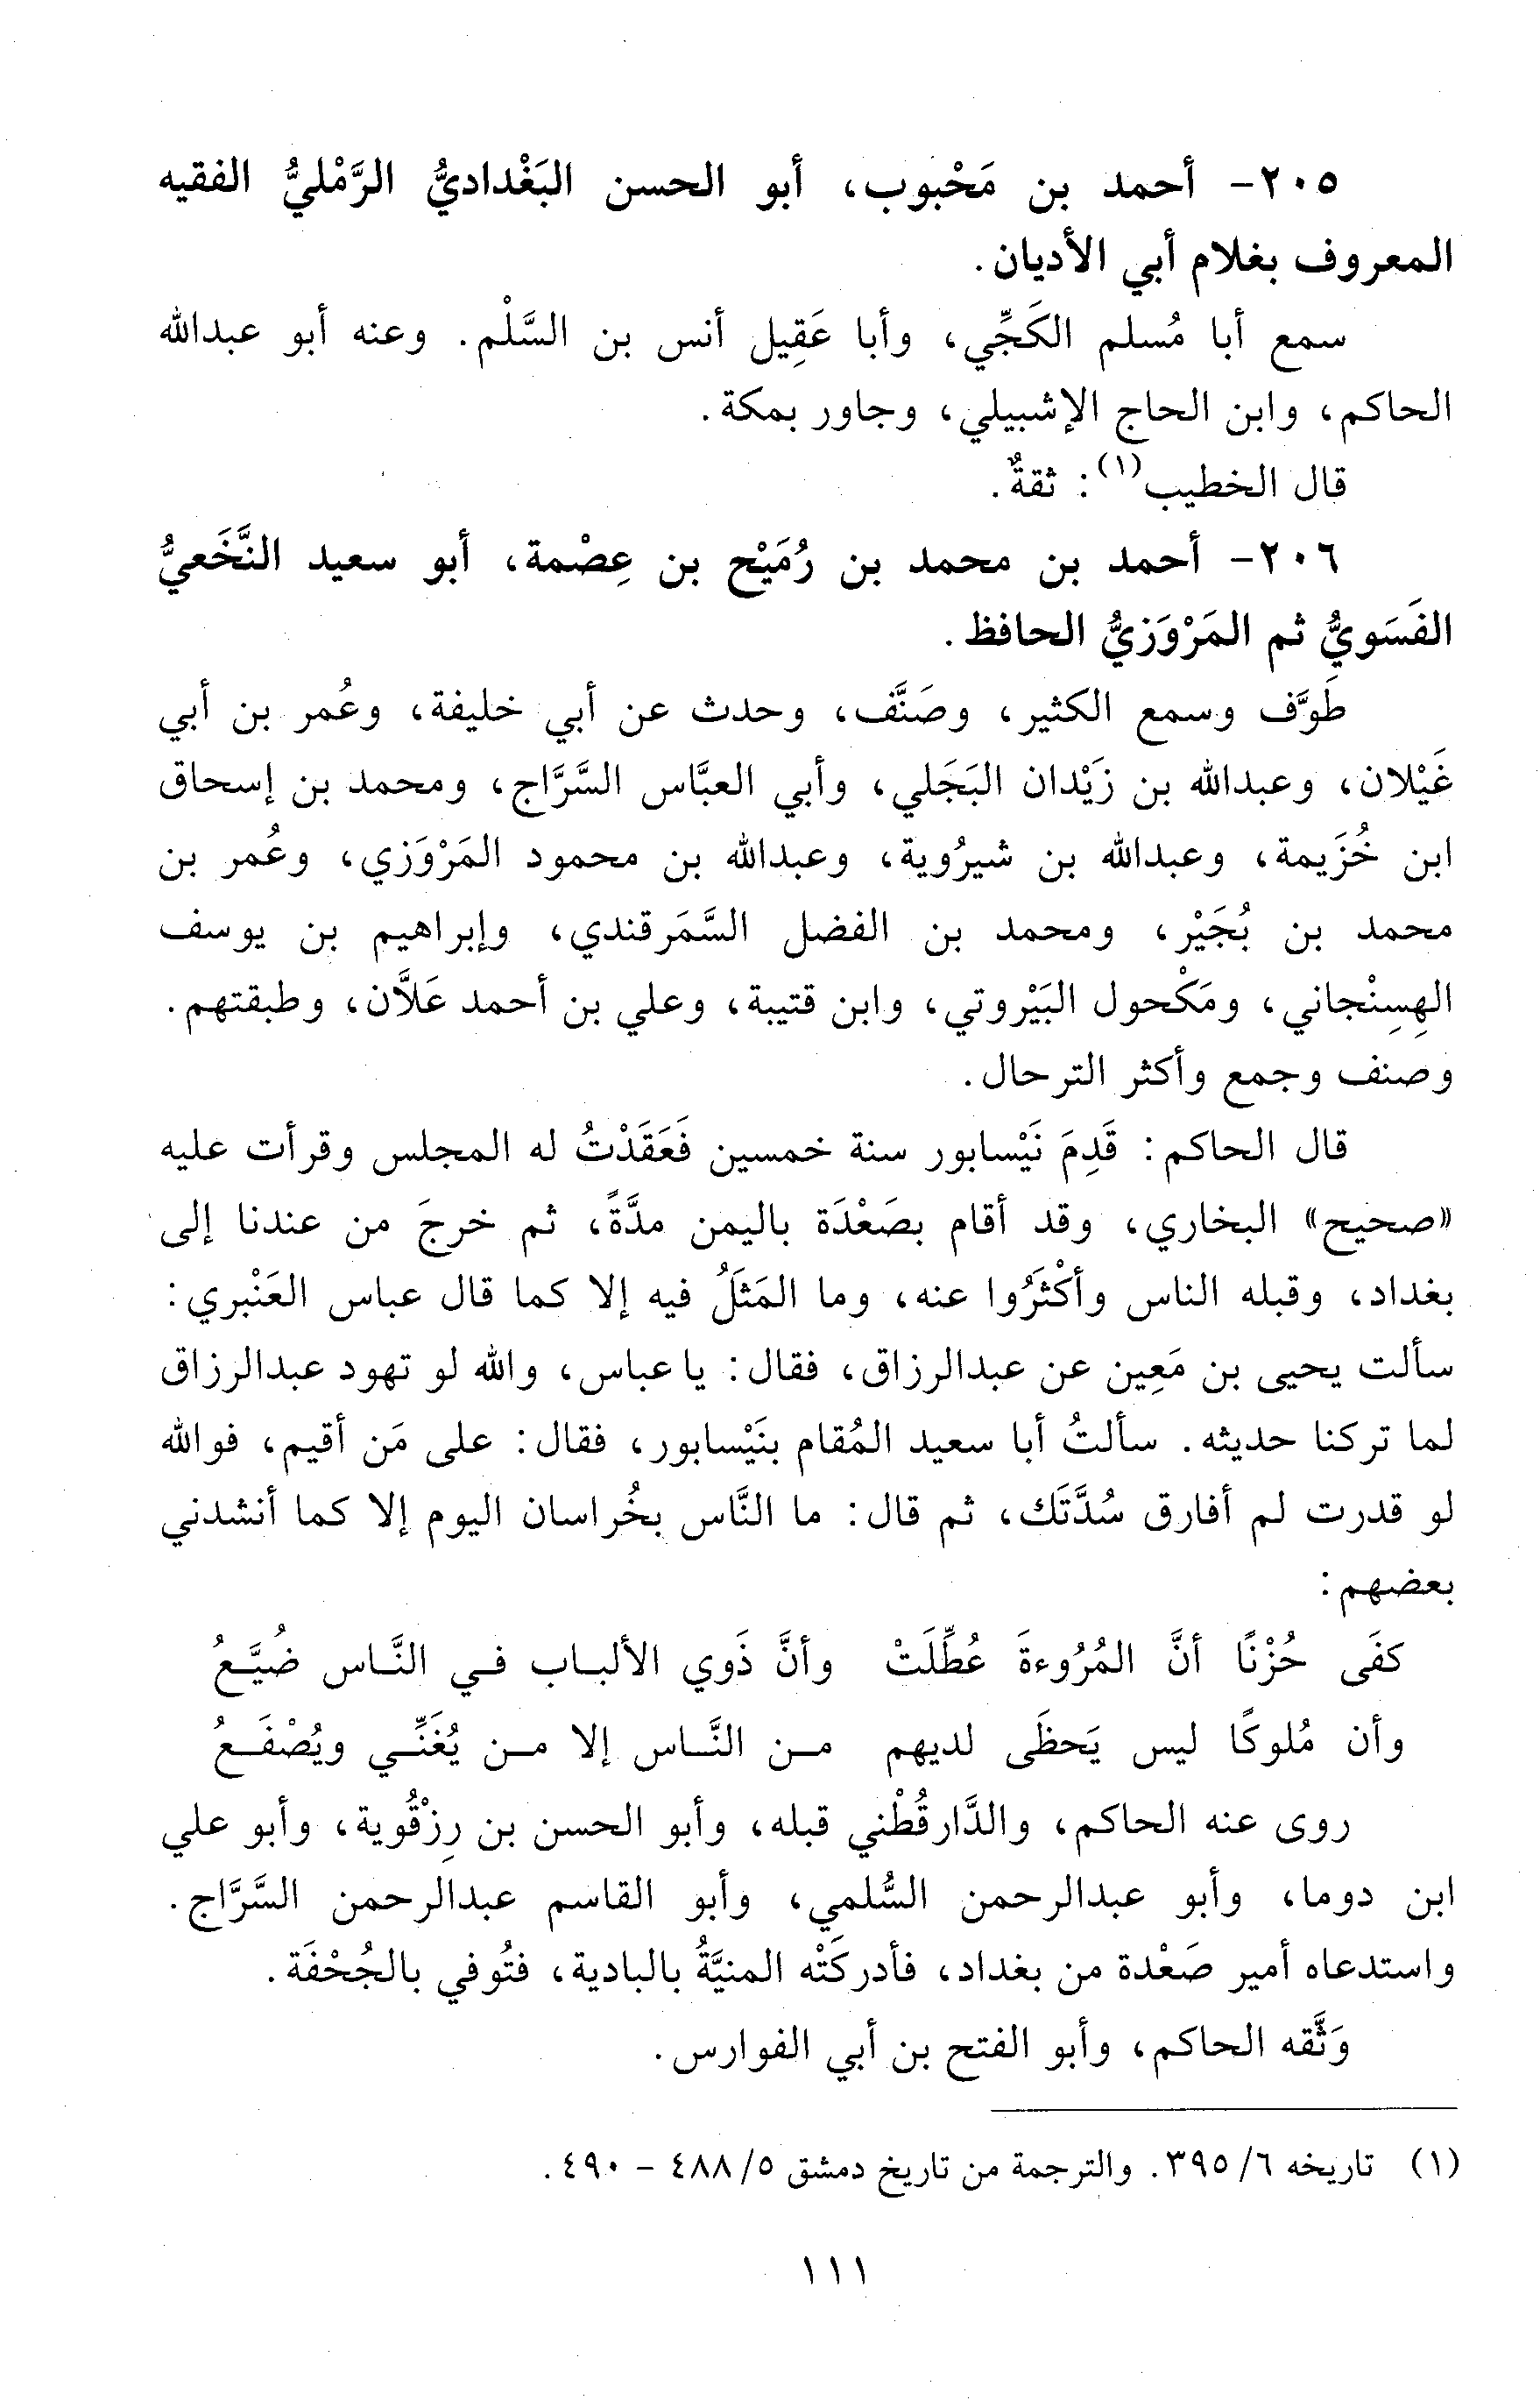 ٢٠٥- أحمد بن مَحْبوب، أبو الحسن البَغْداديُّ الرَّمْليُّ الفقيه
المعروف بغلام أبي الأديان.
سمع أبا مُسلم الكَجِّي، وأبا عَقِيل أنس بن السَّلْم. وعنه أبو عبدالله
الحاكم، وابن الحاج الإشبيلي، وجاور بمكة.
قال الخطيب(١): ثقةٌ.
٢٠٦- أحمد بن محمد بن رُمَيْح بن عِصْمة، أبو سعيد النَّخَعيُّ
الفَسَويُّ ثم المَرْوَزيُّ الحافظ.
طَوَّف وسمع الكثير، وصَنَّف، وحدث عن أبي خليفة، وعُمر بن أبي
غَيْلان، وعبدالله بن زَيْدان البَجَلي، وأبي العبَّاس السَّرَّاج، ومحمد بن إسحاق
ابن خُزَيمة، وعبدالله بن شيرُوية، وعبدالله بن محمود المَرْوَزي، وعُمر بن
محمد بن بُجَيْر، ومحمد بن الفضل السَّمَرقندي، وإبراهيم بن يوسف
الهِسِنْجاني، ومَكْحول البَيْروتي، وابن قتيبة، وعلي بن أحمد عَلاَّن، وطبقتهم.
وصنف وجمع وأكثر الترحال.
قال الحاكم: قَدِمَ نَيْسابور سنة خمسين فَعَقَدْتُ له المجلس وقرأت عليه
«صحيح» البخاري، وقد أقام بصَعْدَة باليمن مدَّةً، ثم خرجَ من عندنا إلى
بغداد، وقبله الناس وأكْثَرُوا عنه، وما المَثَلُ فيه إلا كما قال عباس العَنْبري:
سألت يحيى بن مَعِين عن عبدالرزاق، فقال: يا عباس، والله لو تهود عبدالرزاق
لما تركنا حديثه. سألتُ أبا سعيد المُقام بنَيْسابور، فقال: على مَن أقيم، فوالله
لو قدرت لم أفارق سُدَّتَك، ثم قال: ما النَّاس بخُراسان اليوم إلا كما أنشدني
بعضهم:
كفَى حُزْنًا أنَّ المُرُوءةَ عُطِّلَتْ وأنَّ ذَوي الألبـاب فـي النَّـاس ضُيَّـعُ
وأن مُلوكًا ليس يَحظَى لديهم مـن النَّـاس إلا مـن يُغَنِّـي ويُصْفَـعُ
روى عنه الحاكم، والدَّارقُطْني قبله، وأبو الحسن بن رِزْقُوية، وأبو علي
ابن دوما، وأبو عبدالرحمن السُّلمَي، وأبو القاسم عبدالرحمن السَّرَّاج.
واستدعاه أمير صَعْدة من بغداد، فأدركَتْه المنيَّةُ بالبادية، فتُوفي بالجُحْفَة.
وَثَّقه الحاكم، وأبو الفتح بن أبي الفوارس.
(١) تاريخه ٦/ ٣٩٥. والترجمة من تاريخ دمشق ٥/ ٤٨٨ - ٤٩٠.
١١١